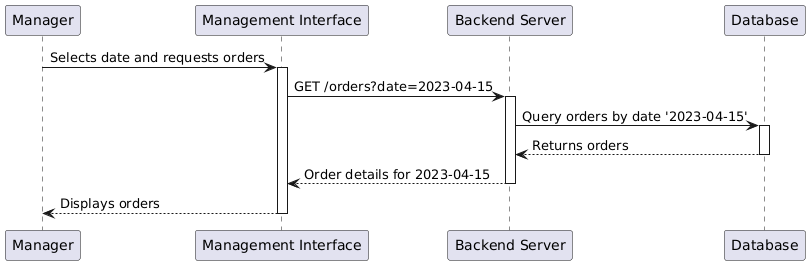 Manager
Management Interface
Backend Server
Database
Selects date and requests orders
GET /orders?date=2023-04-15
Query orders by date '2023-04-15'
Returns orders
Order details for 2023-04-15
Displays orders
Manager
Management Interface
Backend Server
Database